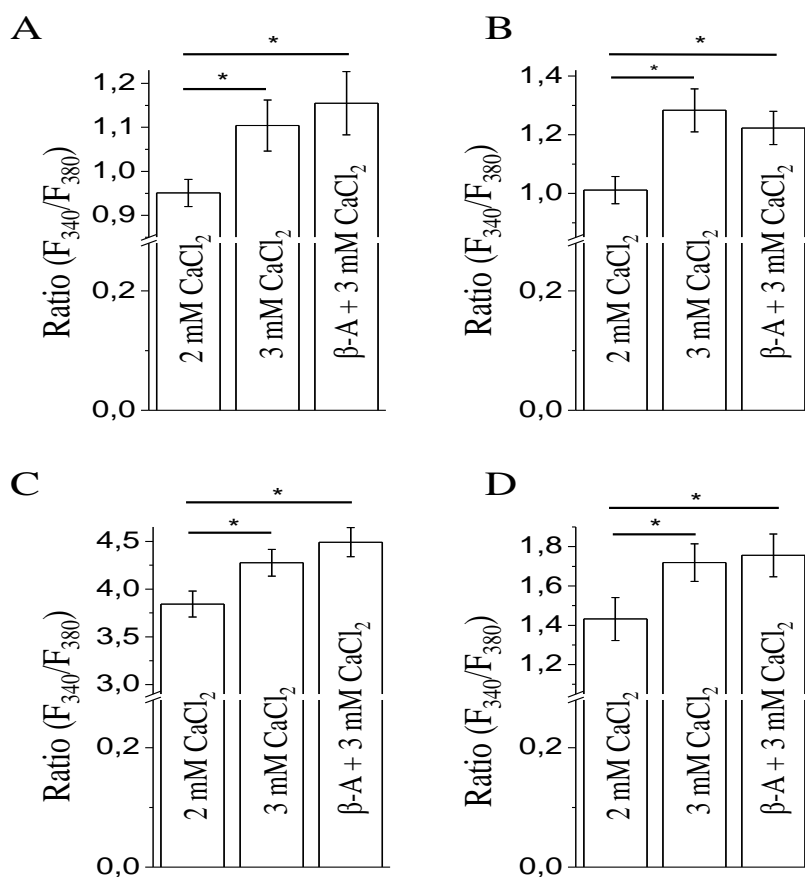 A
*
*
1,2
1,1
1,0
0,9
0,2
0,0
Ratio (F340/F380)
2 mM CaCl2
3 mM CaCl2
β-A + 3 mM CaCl2
B
*
*
1,4
1,2
1,0
0,2
0,0
Ratio (F340/F380)
2 mM CaCl2
3 mM CaCl2
β-A + 3 mM CaCl2
C
*
*
4,5
4,0
3,5
3,0
0,2
0,0
Ratio (F340/F380)
2 mM CaCl2
3 mM CaCl2
β-A + 3 mM CaCl2
D
*
*
1,8
1,6
1,4
1,2
0,2
0,0
Ratio (F340/F380)
2 mM CaCl2
3 mM CaCl2
β-A + 3 mM CaCl2